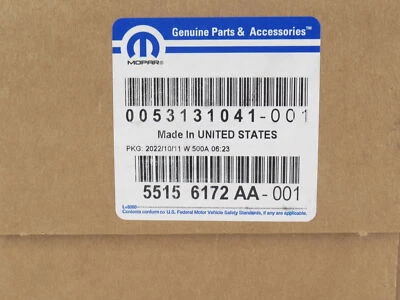 Genuine Parts & Accessories™
MOPAR®
0053131041-001
Made In UNITED STATES
PKG: 2022/10/11 W 500A 06:23
5515 6172 AA-001
L-5050
Contents conform to U.S. Federal Motor Vehicle Safety Standards, if any are applicable.